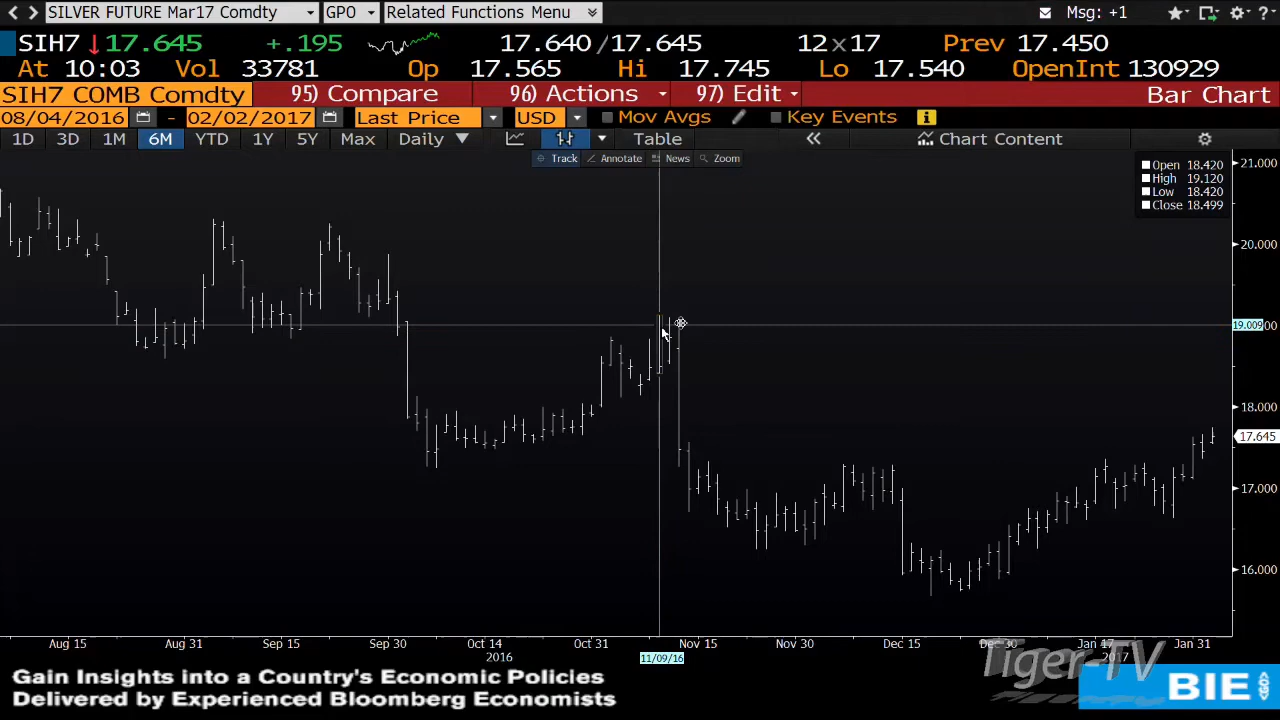 SILVER FUTURE Mar17 Comdty GPO Related Functions Menu Msg: +1
SIH7 17.645 +.195 17.640 /17.645 12 x 17 Prev 17.450
At 10:03 Vol 33781 Op 17.565 Hi 17.745 Lo 17.540 OpenInt 130929
SIH7 COMB Comdty 95) Compare 96) Actions 97) Edit Bar Chart
08/04/2016 - 02/02/2017 Last Price USD Mov Avgs Key Events
1D 3D 1M 6M YTD 1Y 5Y Max Daily Table Chart Content
Track Annotate News Zoom
Open 18.420
High 19.120
Low 18.420
Close 18.499
21.000
20.000
19.009
18.000
17.645
17.000
16.000
Aug 15 Aug 31 Sep 15 Sep 30 Oct 14 Oct 31 Nov 15 Nov 30 Dec 15 Dec 30 Jan 17 Jan 31
2016 11/09/16 2017
Tiger-TV
Gain Insights into a Country's Economic Policies
Delivered by Experienced Bloomberg Economists
BIE